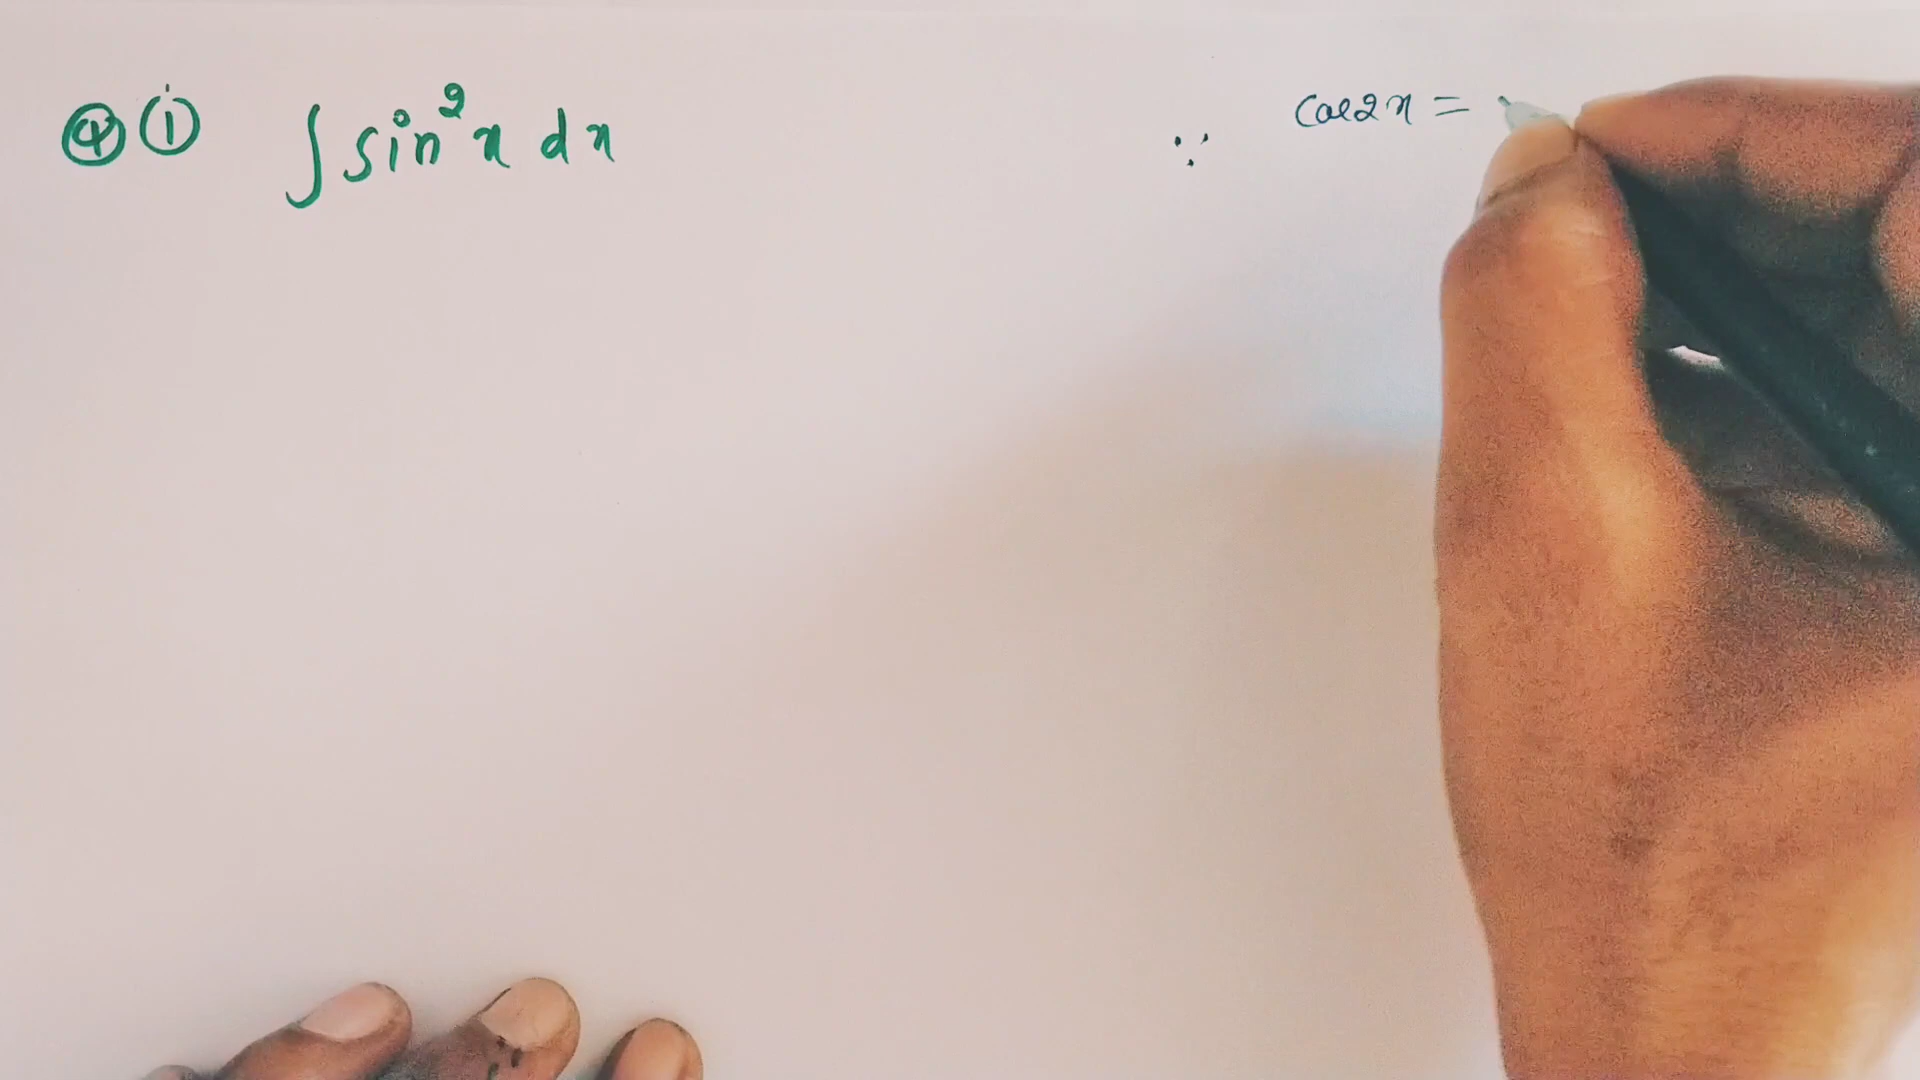 ④ ⓘ ∫ sin²x dx
∵ cos2x =